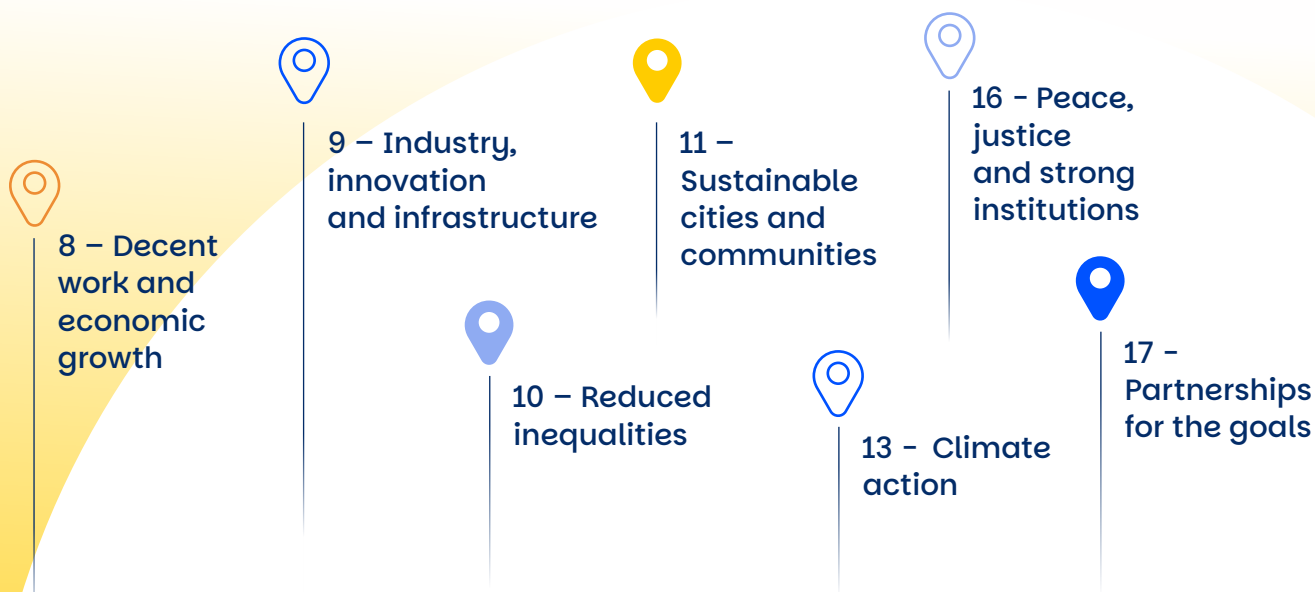 8 – Decent
work and
economic
growth
9 – Industry,
innovation
and infrastructure
10 – Reduced
inequalities
11 –
Sustainable
cities and
communities
13 - Climate
action
16 - Peace,
justice
and strong
institutions
17 -
Partnerships
for the goals